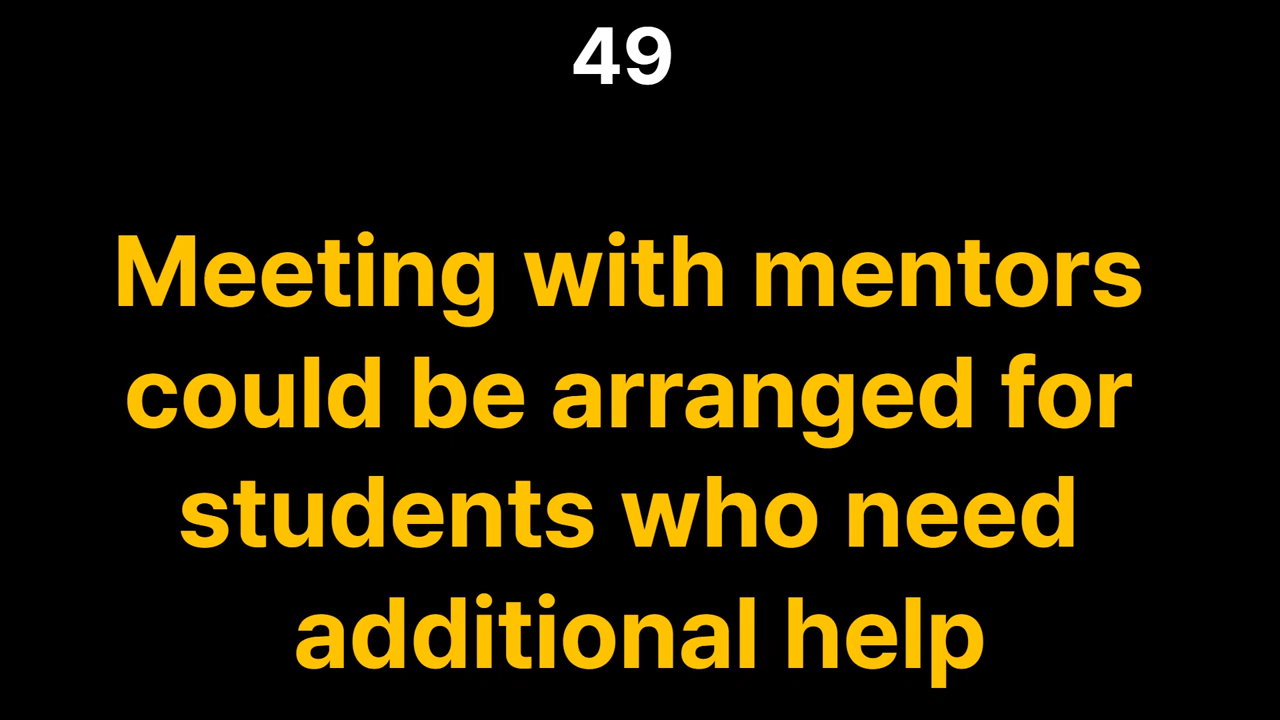 49
Meeting with mentors
could be arranged for
students who need
additional help